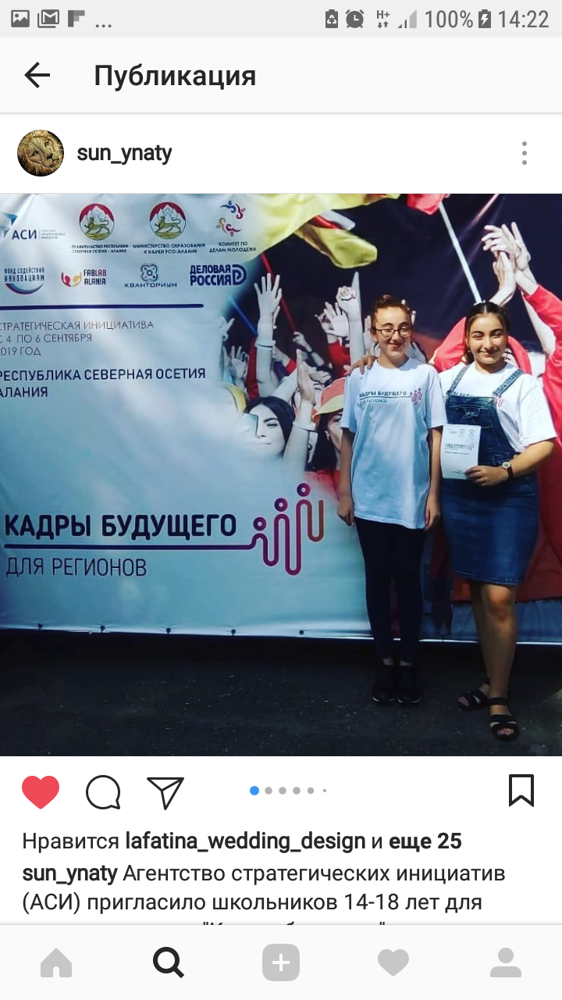 H+
100%
14:22
Публикация
sun_ynaty
АСИ
ПРАВИТЕЛЬСТВО РЕСПУБЛИКИ
СЕВЕРНАЯ ОСЕТИЯ - АЛАНИЯ
МИНИСТЕРСТВО ОБРАЗОВАНИЯ
И НАУКИ РСО-АЛАНИЯ
КОМИТЕТ ПО
ДЕЛАМ МОЛОДЕЖИ
ФОНД СОДЕЙСТВИЯ
ИННОВАЦИЯМ
FABLAB
ALANIA
КВАНТОРИУМ
ДЕЛОВАЯ
РОССИЯ
СТРАТЕГИЧЕСКАЯ ИНИЦИАТИВА
С 4 ПО 6 СЕНТЯБРЯ
2019 ГОД
РЕСПУБЛИКА СЕВЕРНАЯ ОСЕТИЯ
АЛАНИЯ
КАДРЫ БУДУЩЕГО
ДЛЯ РЕГИОНОВ
КАДРЫ БУДУЩЕГО
ДЛЯ РЕГИОНОВ
Нравится lafatina_wedding_design и еще 25
sun_ynaty Агентство стратегических инициатив
(АСИ) пригласило школьников 14-18 лет для